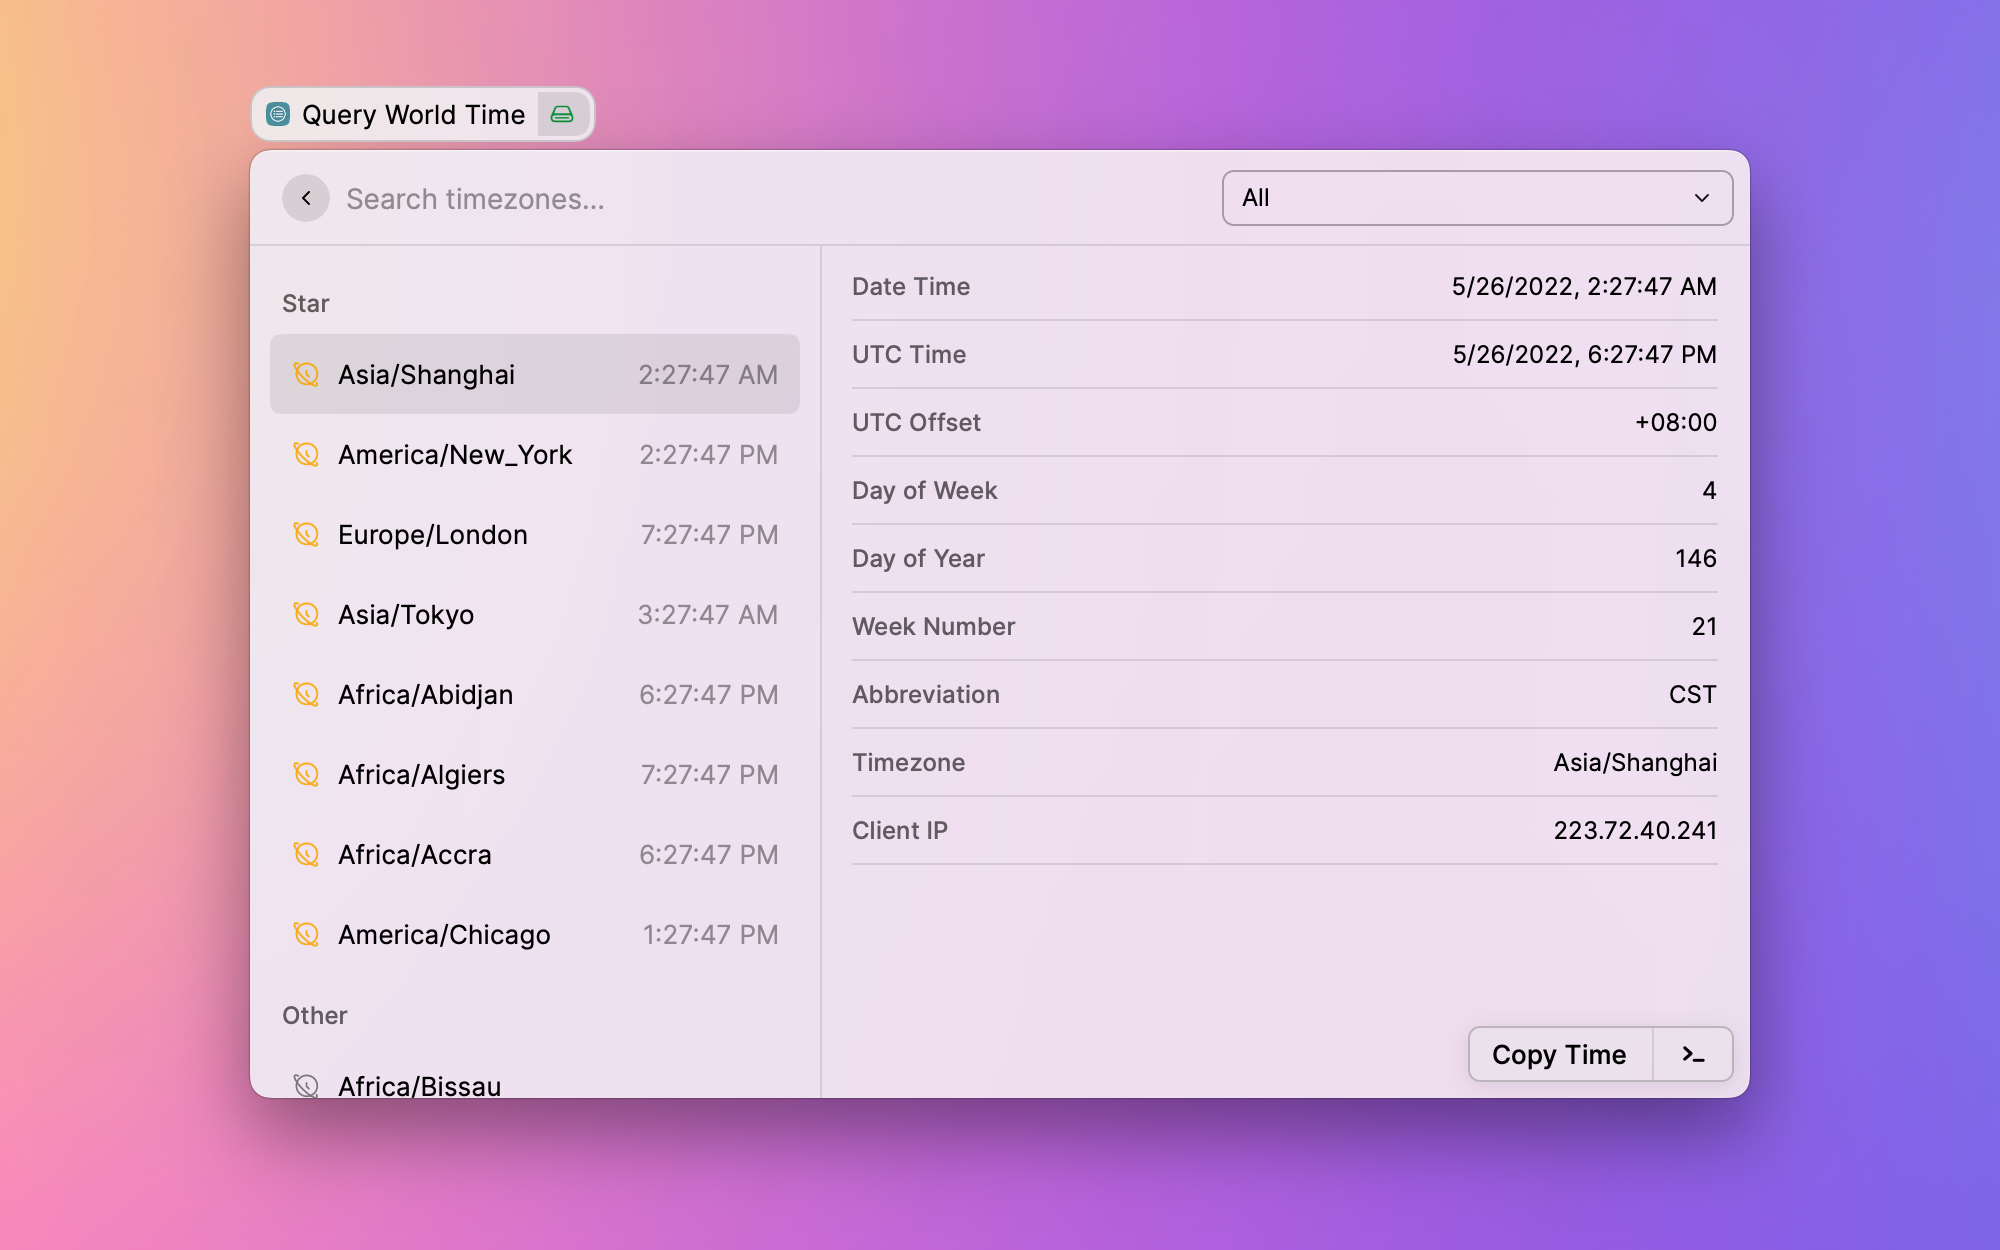 Query World Time
Search timezones...
All
Star
Asia/Shanghai 2:27:47 AM
America/New_York 2:27:47 PM
Europe/London 7:27:47 PM
Asia/Tokyo 3:27:47 AM
Africa/Abidjan 6:27:47 PM
Africa/Algiers 7:27:47 PM
Africa/Accra 6:27:47 PM
America/Chicago 1:27:47 PM
Other
Africa/Bissau
Date Time 5/26/2022, 2:27:47 AM
UTC Time 5/26/2022, 6:27:47 PM
UTC Offset +08:00
Day of Week 4
Day of Year 146
Week Number 21
Abbreviation CST
Timezone Asia/Shanghai
Client IP 223.72.40.241
Copy Time